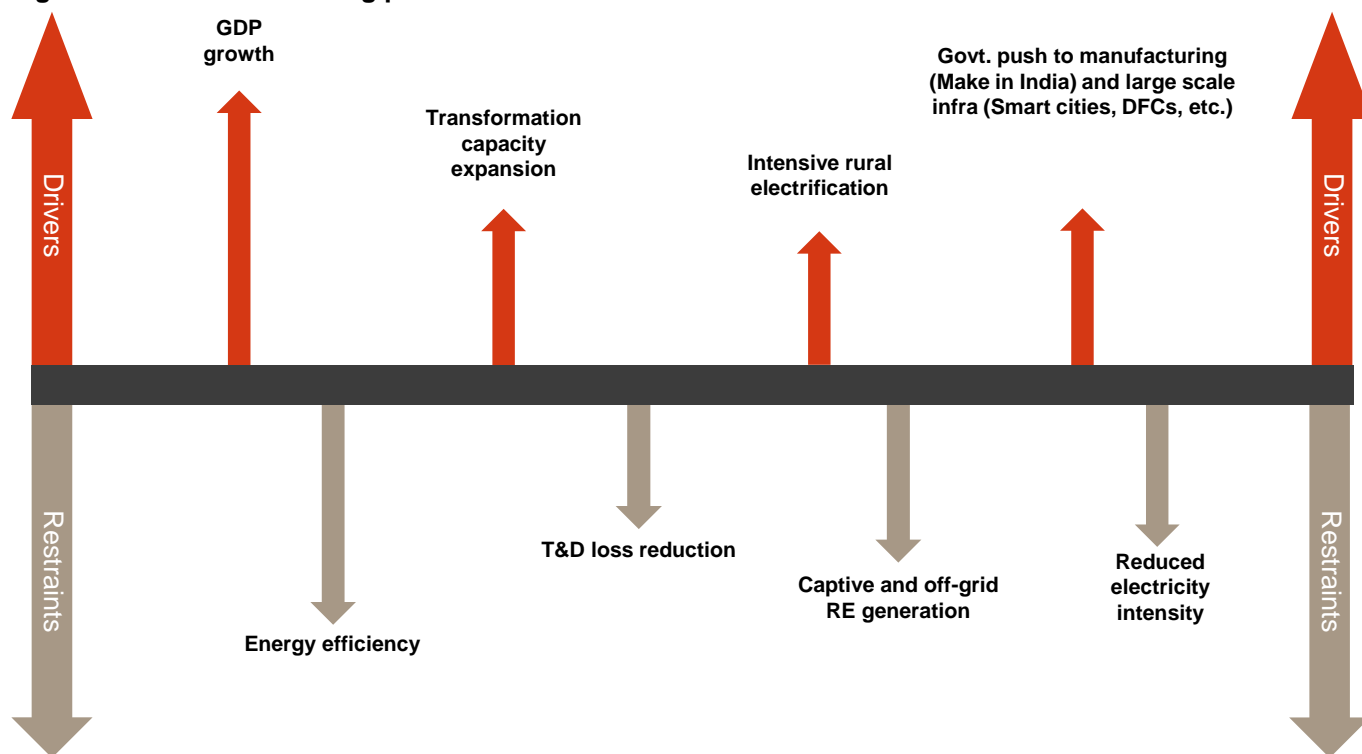 GDP
growth
Govt. push to manufacturing
(Make in India) and large scale
infra (Smart cities, DFCs, etc.)
Transformation
capacity
expansion
Intensive rural
electrification
Drivers
Drivers
Restraints
Restraints
T&D loss reduction
Captive and off-grid
RE generation
Reduced
electricity
intensity
Energy efficiency